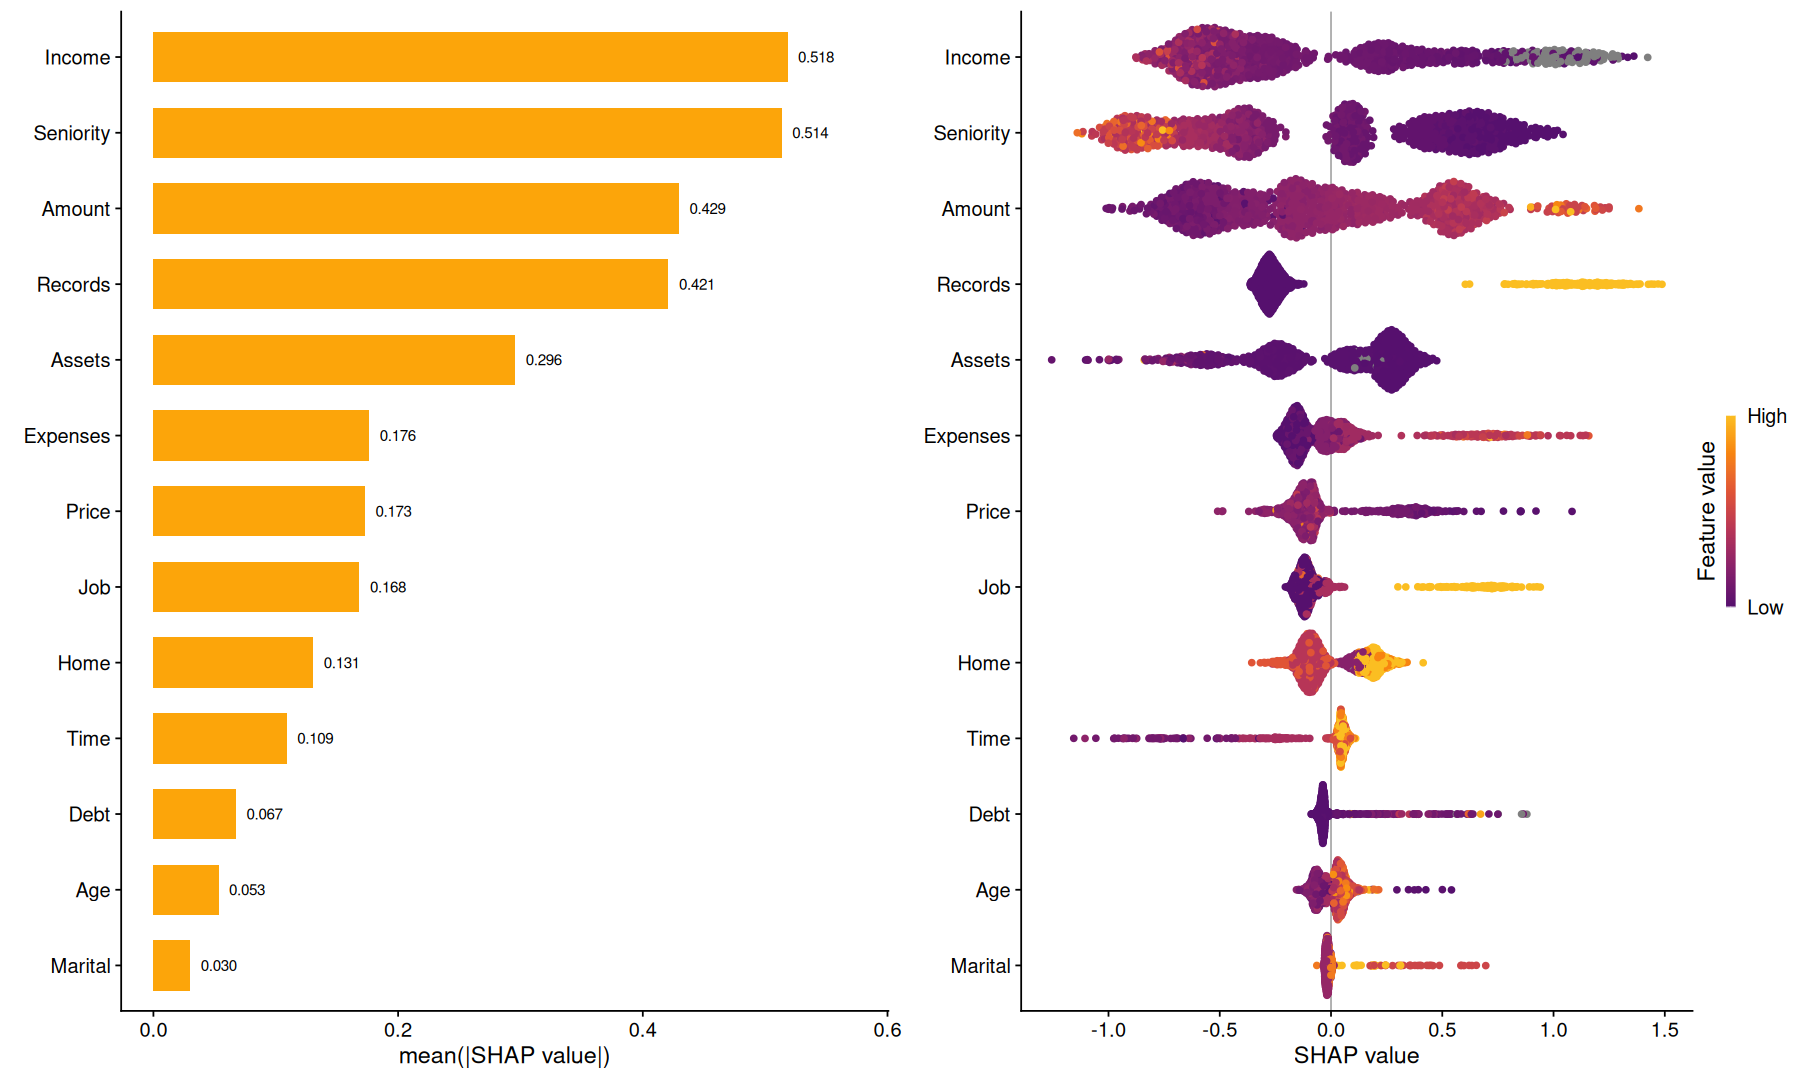 Income
0.518
Seniority
0.514
Amount
0.429
Records
0.421
Assets
0.296
Expenses
0.176
Price
0.173
Job
0.168
Home
0.131
Time
0.109
Debt
0.067
Age
0.053
Marital
0.030
0.0 0.2 0.4 0.6
mean(|SHAP value|)
Income
Seniority
Amount
Records
Assets
Expenses
Price
Job
Home
Time
Debt
Age
Marital
-1.0 -0.5 0.0 0.5 1.0 1.5
SHAP value
Feature value
High
Low